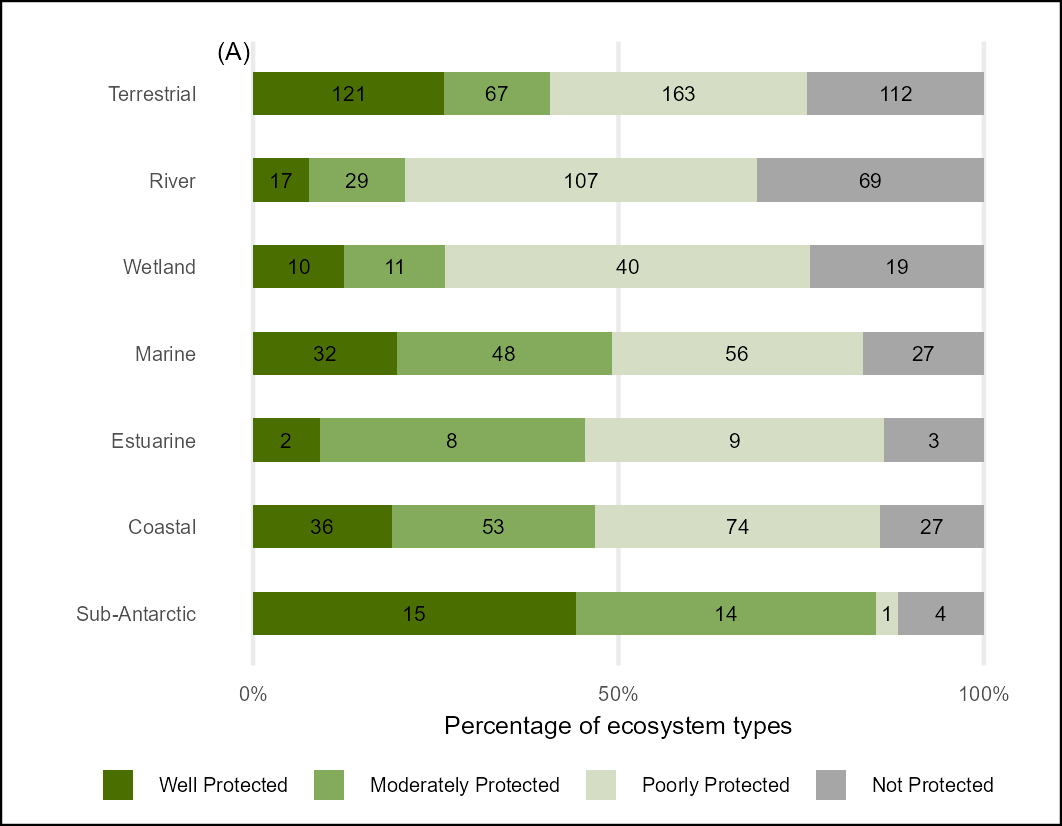 (A)
Terrestrial 121 67 163 112
River 17 29 107 69
Wetland 10 11 40 19
Marine 32 48 56 27
Estuarine 2 8 9 3
Coastal 36 53 74 27
Sub-Antarctic 15 14 1 4
0% 50% 100%
Percentage of ecosystem types
Well Protected Moderately Protected Poorly Protected Not Protected